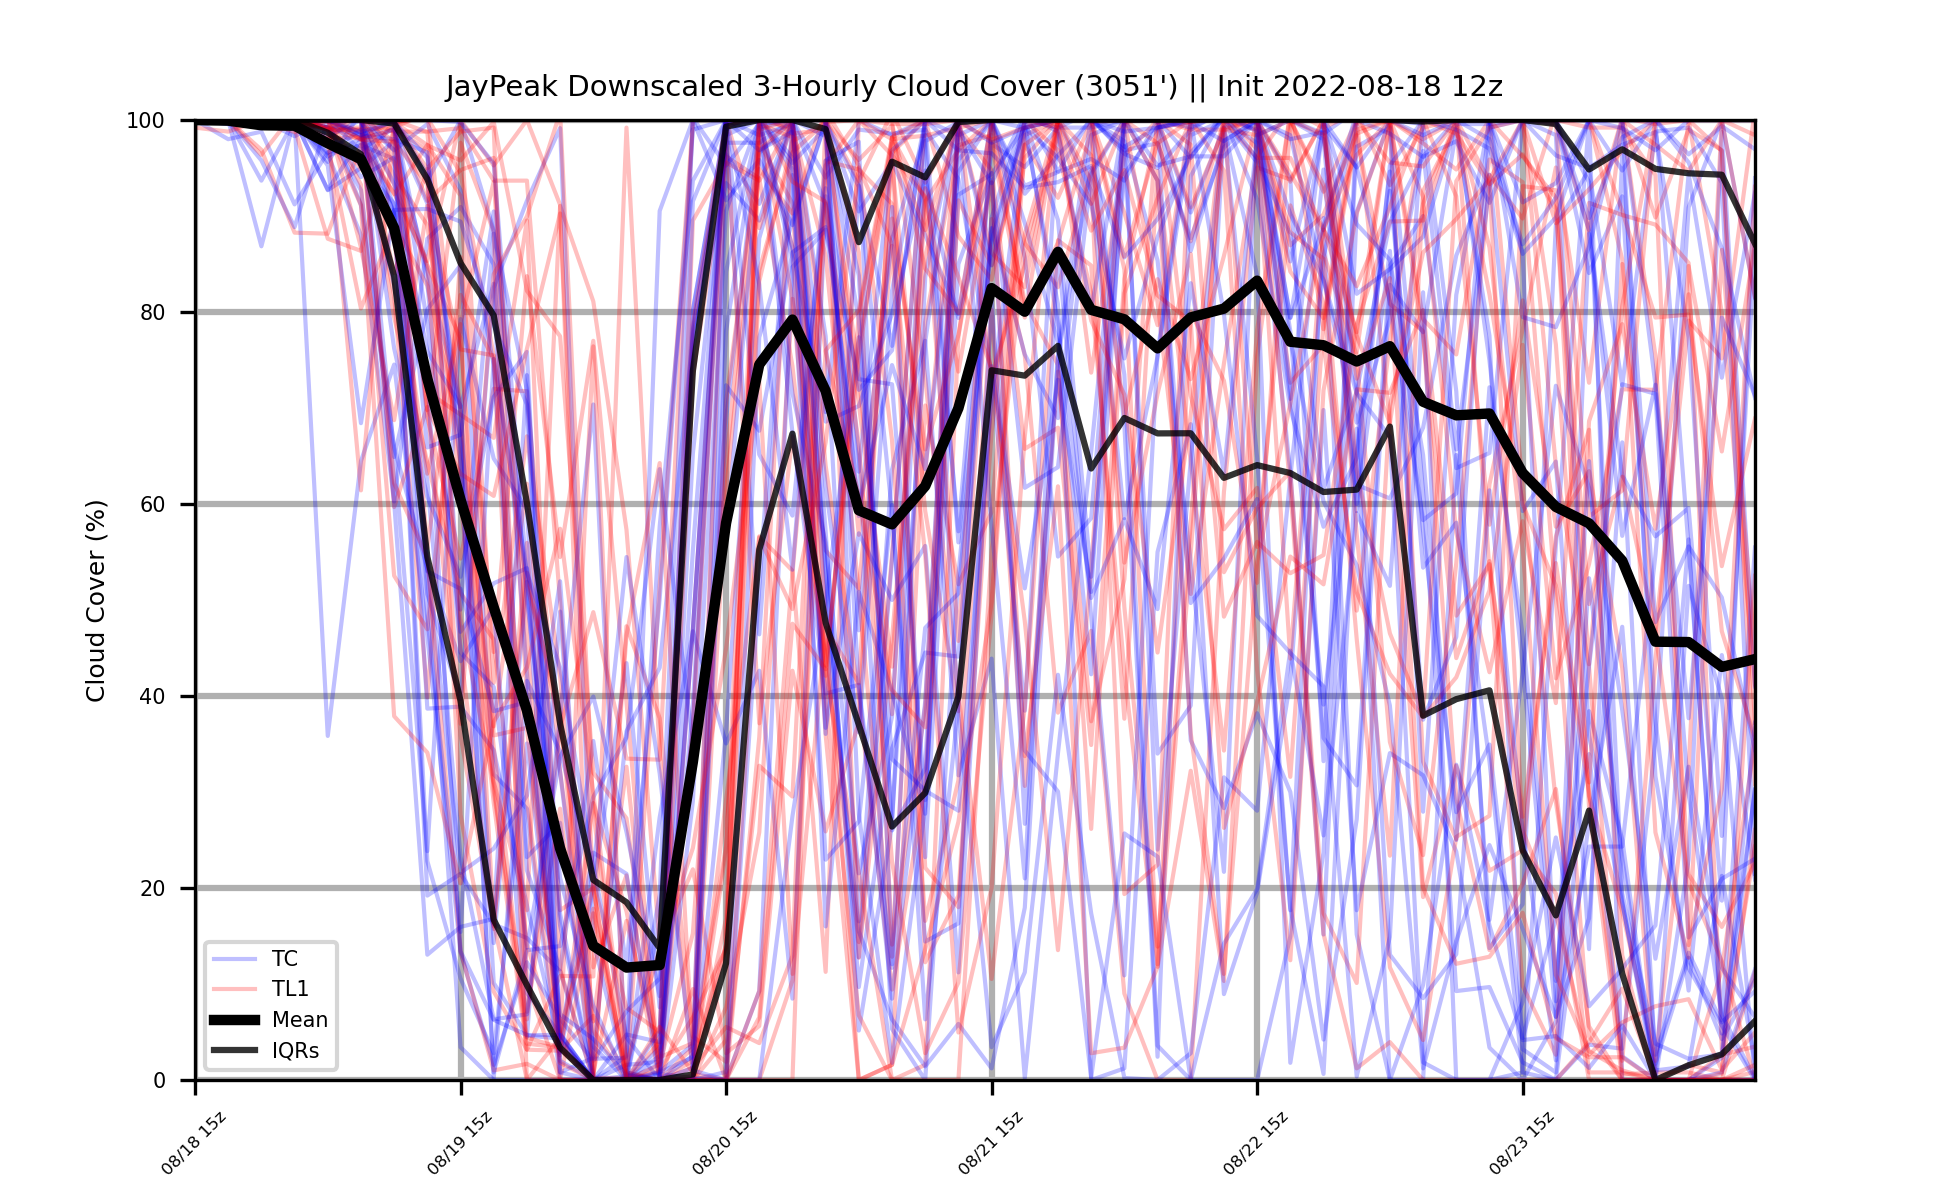 JayPeak Downscaled 3-Hourly Cloud Cover (3051') || Init 2022-08-18 12z
Cloud Cover (%)
100
80
60
40
20
0
TC
TL1
Mean
IQRs
08/18 15z
08/19 15z
08/20 15z
08/21 15z
08/22 15z
08/23 15z